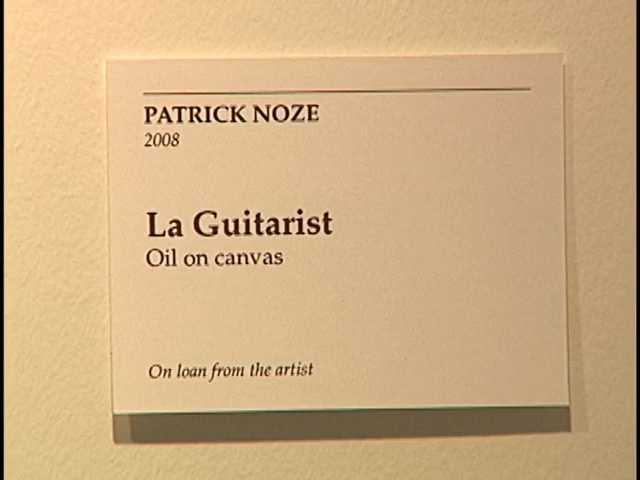 PATRICK NOZE
2008
La Guitarist
Oil on canvas
On loan from the artist